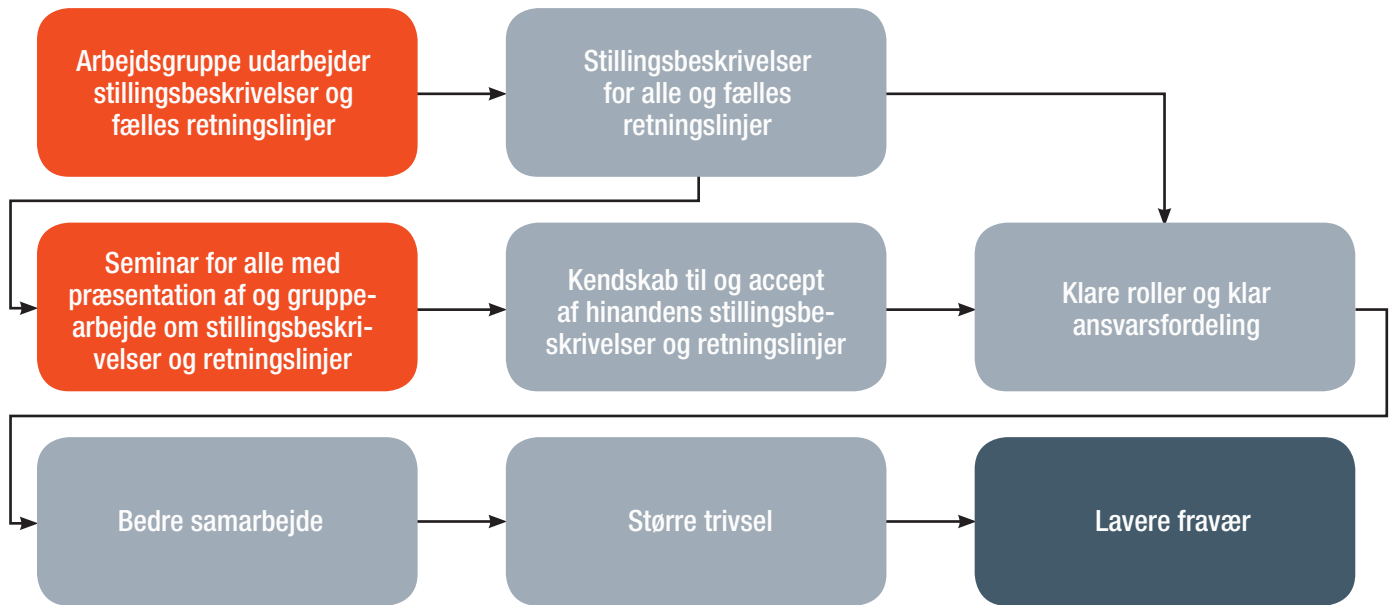 Arbejdsgruppe udarbejder
stillingsbeskrivelser og
fælles retningslinjer
Stillingsbeskrivelser
for alle og fælles
retningslinjer
Seminar for alle med
præsentation af og gruppe-
arbejde om stillingsbeskri-
velser og retningslinjer
Kendskab til og accept
af hinandens stillingsbe-
skrivelser og retningslinjer
Klare roller og klar
ansvarsfordeling
Bedre samarbejde
Større trivsel
Lavere fravær